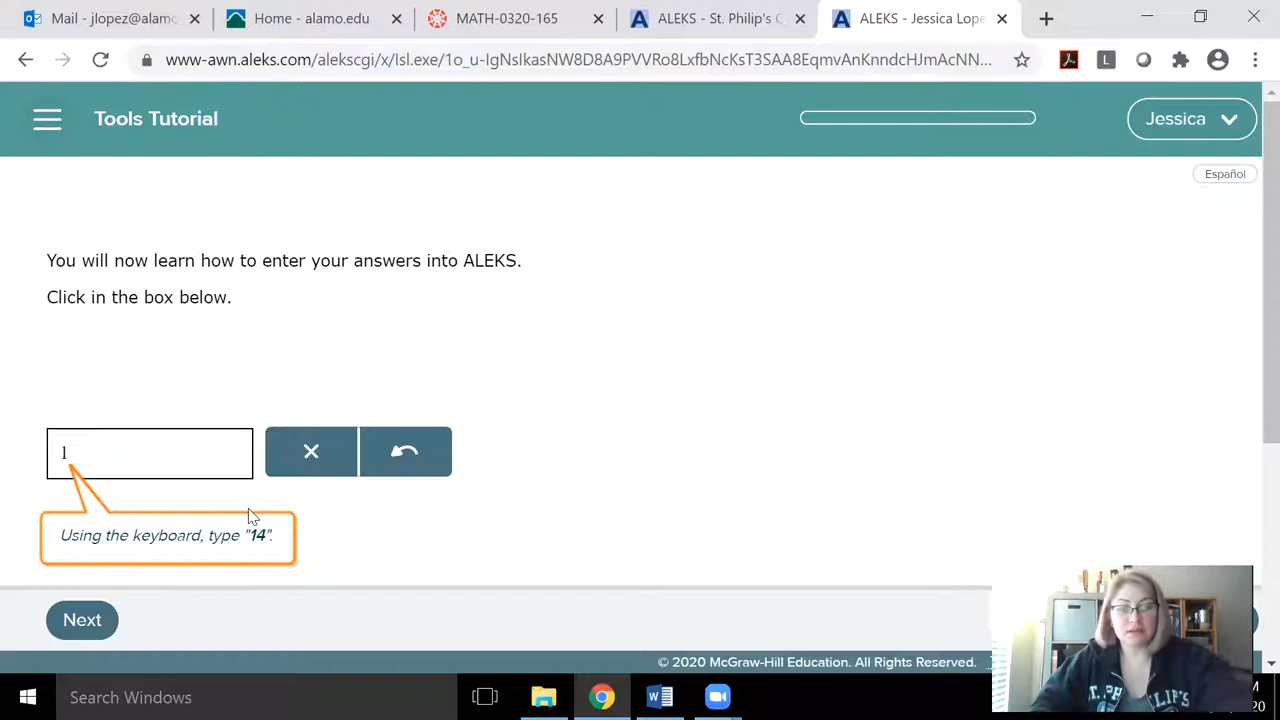 Mail - jlopez@alamo
Home - alamo.edu
MATH-0320-165
ALEKS - St. Philip's C
ALEKS - Jessica Lope
www-awn.aleks.com/alekscgi/x/Isl.exe/1o_u-IgNsIkasNW8D8A9PVVRo8LxfbNcKsT3SAA8EqmvAnKnndcHJmAcNN...
Tools Tutorial
Jessica
Español
You will now learn how to enter your answers into ALEKS.
Click in the box below.
1
Using the keyboard, type "14".
Next
© 2020 McGraw-Hill Education. All Rights Reserved.
Search Windows
ST. PHILIP'S